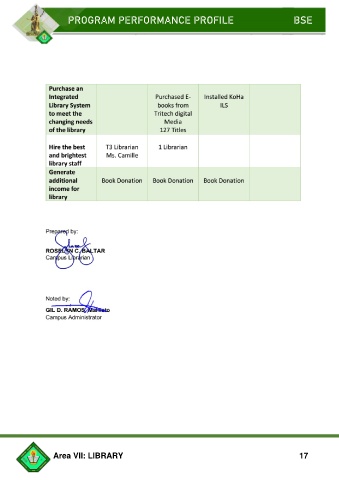 PROGRAM PERFORMANCE PROFILE BSE
Purchase an
Integrated Purchased E- Installed KoHa
Library System books from ILS
to meet the Tritech digital
changing needs Media
of the library 127 Titles
Hire the best T3 Librarian 1 Librarian
and brightest Ms. Camille
library staff
Generate
additional Book Donation Book Donation Book Donation
income for
library
Prepared by:
C. BALTAR
Campus Librarian
Noted by:
GIL D. RAMOS,
Campus Administrator
Area VII: LIBRARY 17